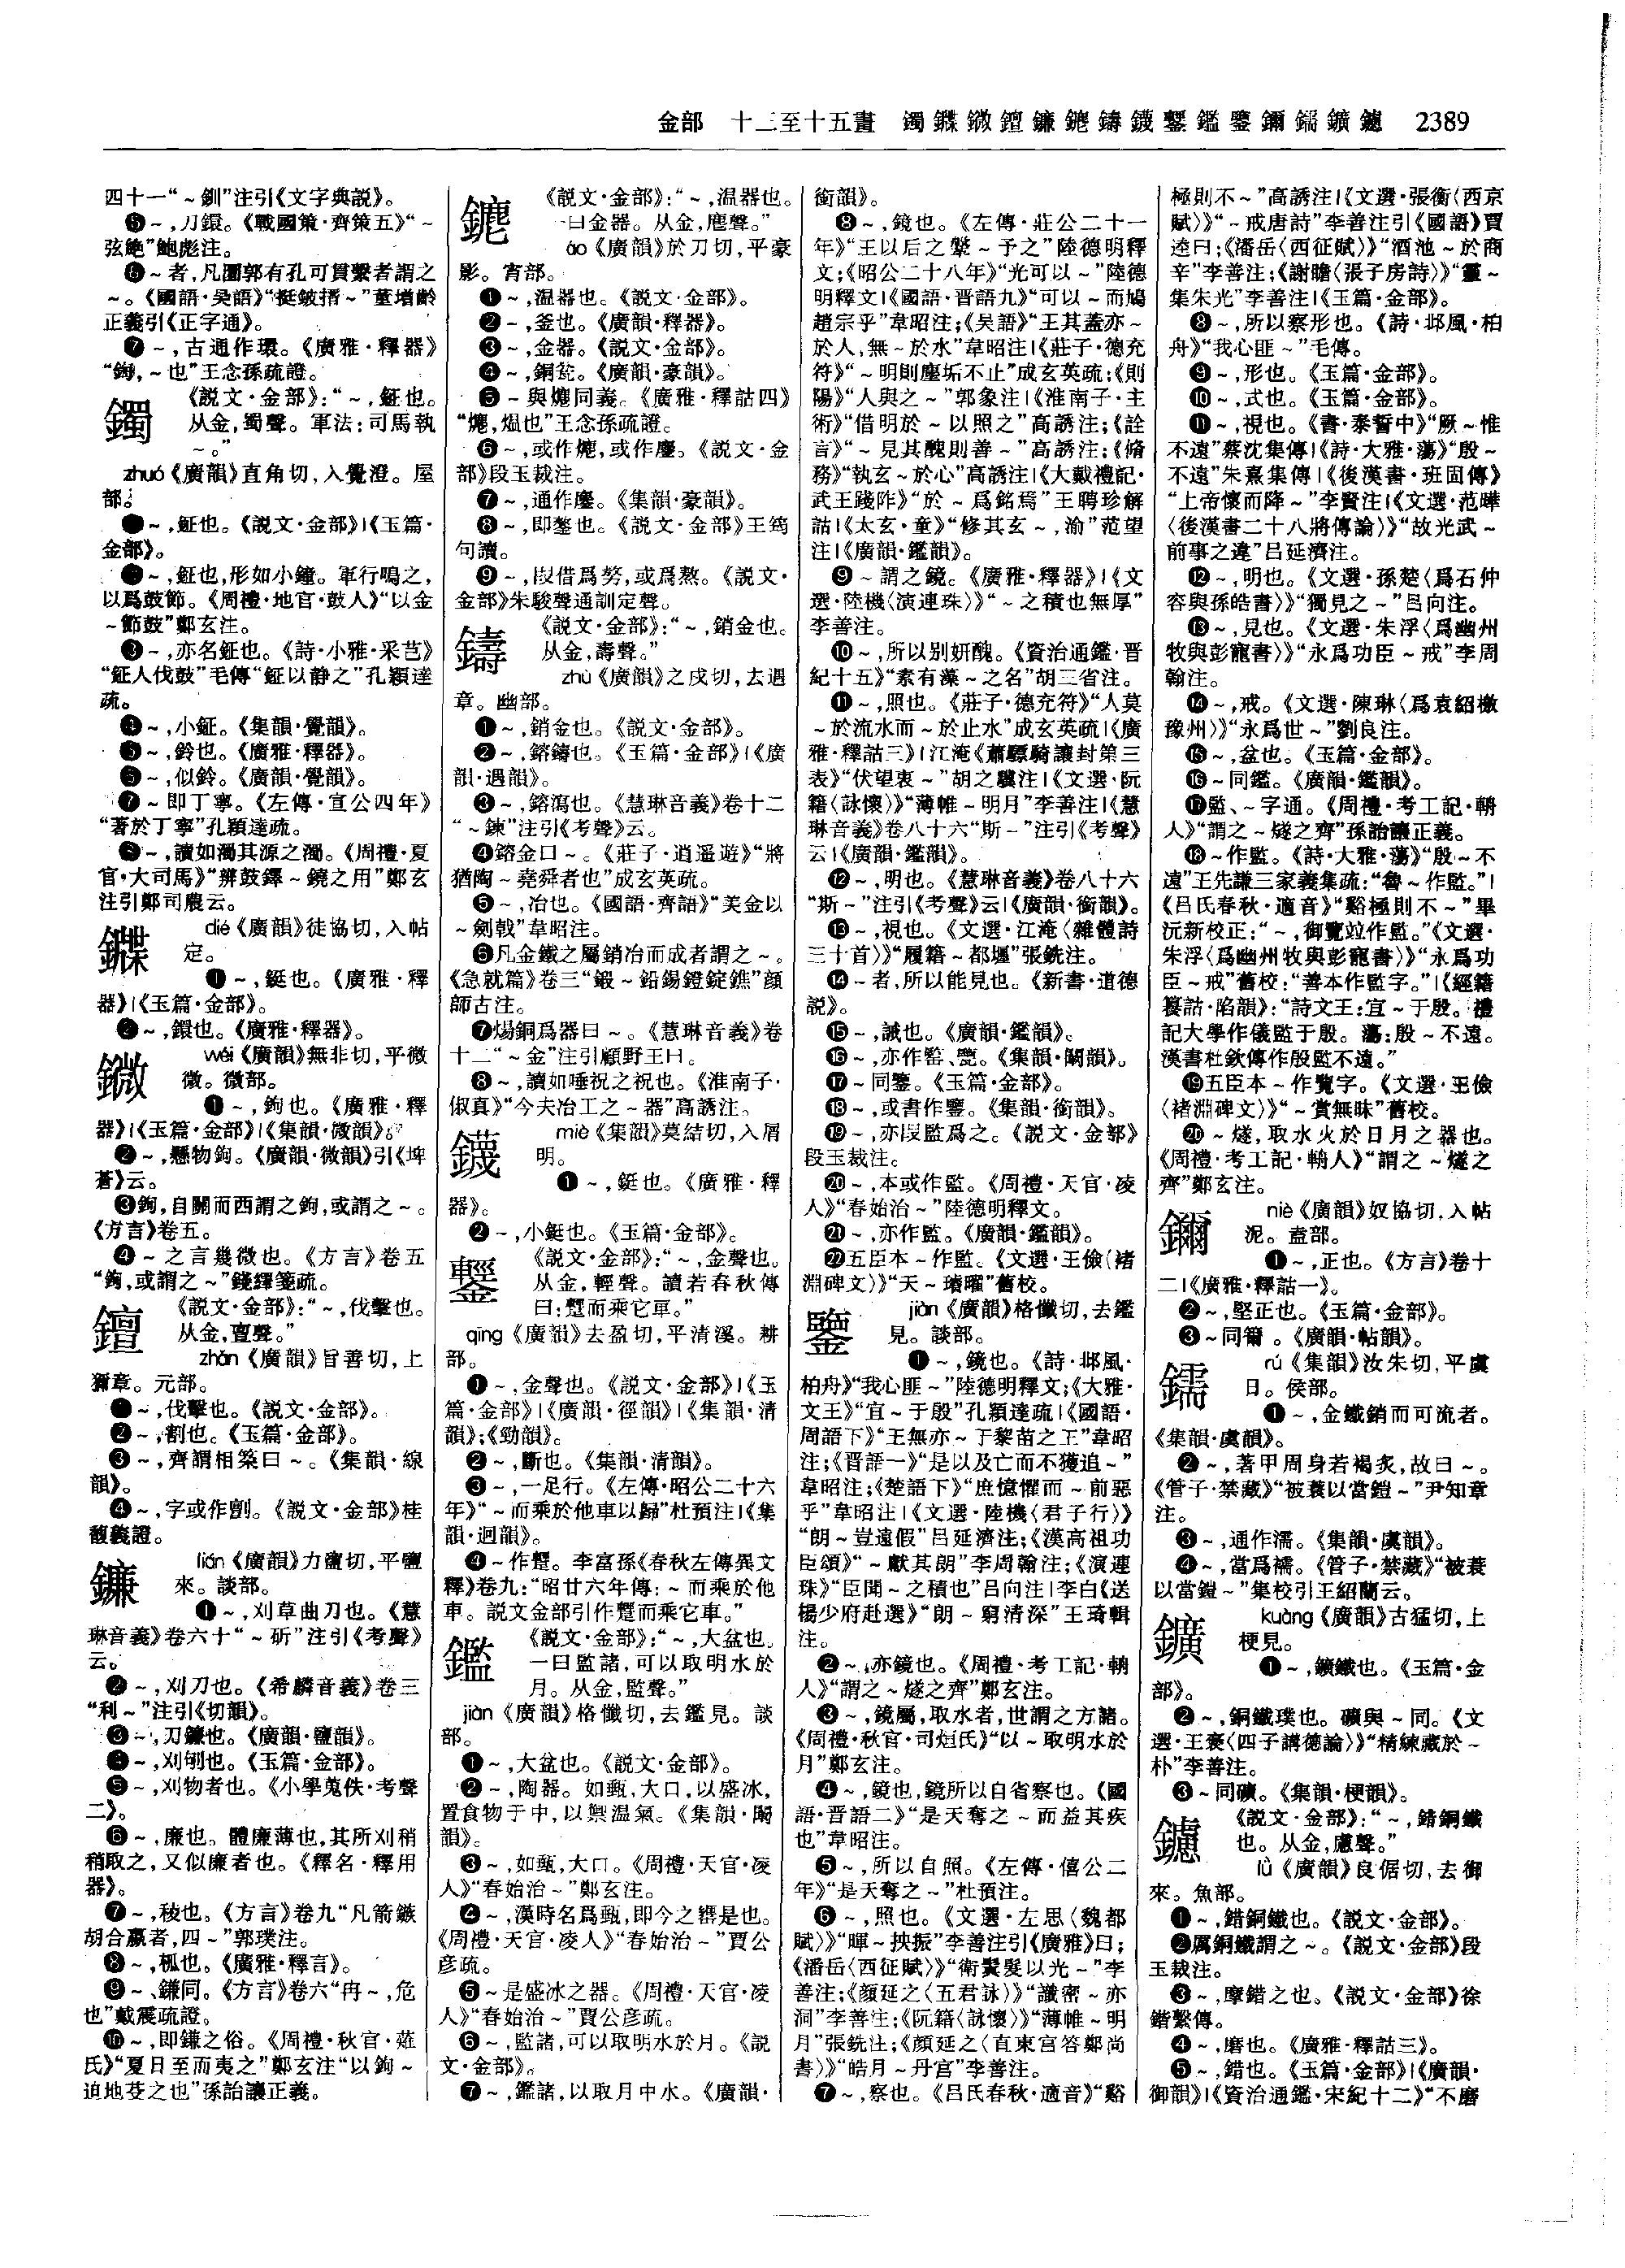 金部　十三至十五畫　鐲鏶鐖鐘鐮鏕鑄鑖鑋鑑鑒鑈鑐鑛鑢　2389
四十一“～釧”注引《文字典説》。
❺～,刀鐶。《戰國策·齊策五》“～
弦絶”鮑彪注。
❻～者,凡圜郭有孔可貫繫者謂之
～。《國語·吳語》“挺鈹搢～”董增齡
正義引《正字通》。
❼～,古通作環。《廣雅·釋器》
“鋦,～也”王念孫疏證。
鐲
《説文·金部》:“～,鉦也。
从金,蜀聲。軍法:司馬執
～。”
zhuó《廣韻》直角切,入覺澄。屋
部。
❶～,鉦也。《説文·金部》|《玉篇·
金部》。
❷～,鉦也,形如小鐘。軍行鳴之,
以爲鼓節。《周禮·地官·鼓人》“以金
～節鼓”鄭玄注。
❸～,亦名鉦也。《詩·小雅·采芑》
“鉦人伐鼓”毛傳“鉦以静之”孔穎達
疏。
❹～,小鉦。《集韻·覺韻》。
❺～,鈴也。《廣雅·釋器》。
❻～,似鈴。《廣韻·覺韻》。
❼～即丁寧。《左傳·宣公四年》
“著於丁寧”孔穎達疏。
❽～,讀如濁其源之濁。《周禮·夏
官·大司馬》“辨鼓鐸～鐃之用”鄭玄
注引鄭司農云。
dié《廣韻》徒協切,入帖
定。
❶～,鋌也。《廣雅·釋
器》|《玉篇·金部》。
❷～,鐶也。《廣雅·釋器》。
wéi《廣韻》無非切,平微
微。微部。
❶～,鉤也。《廣雅·釋
器》|《玉篇·金部》|《集韻·微韻》。
❷～,懸物鉤。《廣韻·微韻》引《埤
蒼》云。
❸鉤,自關而西謂之鉤,或謂之～。
《方言》卷五。
❹～之言幾微也。《方言》卷五
“鉤,或謂之～”錢繹箋疏。
《説文·金部》:“～,伐擊也。
从金,亶聲。”
zhǎn《廣韻》旨善切,上
獮章。元部。
❶～,伐擊也。《説文·金部》。
❷～,割也。《玉篇·金部》。
❸～,齊謂相築曰～。《集韻·線
韻》。
❹～,字或作劃。《説文·金部》桂
馥義證。
鐮
lián《廣韻》力鹽切,平鹽
來。談部。
❶～,刈草曲刀也。《慧
琳音義》卷六十“～斫”注引《考聲》
云。
❷～,刈刀也。《希麟音義》卷三
“利～”注引《切韻》。
❸～,刀鐮也。《廣韻·鹽韻》。
❹～,刈刎也。《玉篇·金部》。
❺～,刈物者也。《小學蒐佚·考聲
二》。
❻～,廉也。體廉薄也,其所刈稍
稍取之,又似廉者也。《釋名·釋用
器》。
❼～,稜也。《方言》卷九“凡箭鏃
胡合嬴者,四～”郭璞注。
❽～,柧也。《廣雅·釋言》。
❾～、鎌同。《方言》卷六“冉～,危
也”戴震疏證。
❿～,即鎌之俗。《周禮·秋官·薙
氏》“夏日至而夷之”鄭玄注“以鉤～
迫地芟之也”孫詒讓正義。
《説文·金部》:“～,温器也。
一曰金器。从金,麀聲。”
áo《廣韻》於刀切,平豪
影。宵部。
❶～,温器也。《説文·金部》。
❷～,釜也。《廣韻·釋器》。
❸～,金器。《説文·金部》。
❹～,銅瓮。《廣韻·豪韻》。
❺～與爊同義。《廣雅·釋詁四》
“爊,煴也”王念孫疏證。
❻～,或作爊,或作鏖。《説文·金
部》段玉裁注。
❼～,通作鏖。《集韻·豪韻》。
❽～,即鏊也。《説文·金部》王筠
句讀。
❾～,叚借爲勞,或爲熬。《説文·
金部》朱駿聲通訓定聲。
鑄
《説文·金部》:“～,銷金也。
从金,壽聲。”
zhù《廣韻》之戍切,去遇
章。幽部。
❶～,銷金也。《説文·金部》。
❷～,鎔鑄也。《玉篇·金部》|《廣
韻·遇韻》。
❸～,鎔瀉也。《慧琳音義》卷十二
“～鍊”注引《考聲》云。
❹鎔金曰～。《莊子·逍遥遊》“將
猶陶～堯舜者也”成玄英疏。
❺～,冶也。《國語·齊語》“美金以
～劍戟”韋昭注。
❻凡金鐵之屬銷冶而成者謂之～。
《急就篇》卷三“鍛～鉛錫鐙錠鐎”顔
師古注。
❼煬銅爲器曰～。《慧琳音義》卷
十二“～金”注引顧野王曰。
❽～,讀如唾祝之祝也。《淮南子·
俶真》“今夫冶工之～器”高誘注。
鑖
miè《集韻》莫結切,入屑
明。
❶～,鋌也。《廣雅·釋
器》。
❷～,小鋌也。《玉篇·金部》。
鑋
《説文·金部》:“～,金聲也。
从金,輕聲。讀若春秋傳
曰:躗而乘它車。”
qīng《廣韻》去盈切,平清溪。耕
部。
❶～,金聲也。《説文·金部》|《玉
篇·金部》|《廣韻·徑韻》|《集韻·清
韻》;《勁韻》。
❷～,斷也。《集韻·清韻》。
❸～,一足行。《左傳·昭公二十六
年》“～而乘於他車以歸”杜預注|《集
韻·迥韻》。
❹～作躗。李富孫《春秋左傳異文
釋》卷九:“昭廿六年傳:～而乘於他
車。説文金部引作躗而乘它車。”
鑑
《説文·金部》:“～,大盆也。
一曰監諸,可以取明水於
月。从金,監聲。”
jiàn《廣韻》格懺切,去鑑見。談
部。
❶～,大盆也。《説文·金部》。
❷～,陶器。如甀,大口,以盛冰,
置食物于中,以禦温氣。《集韻·闞
韻》。
❸～,如甀,大口。《周禮·天官·凌
人》“春始治～”鄭玄注。
❹～,漢時名爲甀,即今之罋是也。
《周禮·天官·凌人》“春始治～”賈公
彦疏。
❺～是盛冰之器。《周禮·天官·凌
人》“春始治～”賈公彦疏。
❻～,監諸,可以取明水於月。《説
文·金部》。
❼～,鑑諸,以取月中水。《廣韻·
銜韻》。
❽～,鏡也。《左傳·莊公二十一
年》“王以后之鞶～予之”陸德明釋
文;《昭公二十八年》“光可以～”陸德
明釋文|《國語·晋語九》“可以～而鳩
趙宗乎”韋昭注;《吳語》“王其盍亦～
於人,無～於水”韋昭注|《莊子·德充
符》“～明則塵垢不止”成玄英疏;《則
陽》“人與之～”郭象注|《淮南子·主
術》“借明於～以照之”高誘注;《詮
言》“～見其醜則善～”高誘注;《脩
務》“執玄～於心”高誘注|《大戴禮記·
武王踐阼》“於～爲銘焉”王聘珍解
詁|《太玄·童》“修其玄～,渝”范望
注|《廣韻·鑑韻》。
❾～謂之鏡。《廣雅·釋器》|《文
選·陸機〈演連珠〉》“～之積也無厚”
李善注。
❿～,所以别妍醜。《資治通鑑·晋
紀十五》“素有藻～之名”胡三省注。
⓫～,照也。《莊子·德充符》“人莫
～於流水而～於止水”成玄英疏|《廣
雅·釋詁三》|江淹《蕭驃騎讓封第三
表》“伏望衷～”胡之驥注|《文選·阮
籍〈詠懷〉》“薄帷～明月”李善注|《慧
琳音義》卷八十六“斯～”注引《考聲》
云|《廣韻·鑑韻》。
⓬～,明也。《慧琳音義》卷八十六
“斯～”注引《考聲》云|《廣韻·銜韻》。
⓭～,視也。《文選·江淹〈雜體詩
三十首〉》“履籍～都壥”張銑注。
⓮～者,所以能見也。《新書·道德
説》。
⓯～,誡也。《廣韻·鑑韻》。
⓰～,亦作㽉、覽。《集韻·闞韻》。
⓱～同鑒。《玉篇·金部》。
⓲～,或書作鑒。《集韻·銜韻》。
⓳～,亦叚監爲之。《説文·金部》
段玉裁注。
⓴～,本或作監。《周禮·天官·凌
人》“春始治～”陸德明釋文。
㉑～,亦作監。《廣韻·鑑韻》。
㉒五臣本～作監。《文選·王儉〈褚
淵碑文〉》“天～璿曜”舊校。
鑒
jiàn《廣韻》格懺切,去鑑
見。談部。
❶～,鏡也。《詩·邶風·
柏舟》“我心匪～”陸德明釋文;《大雅·
文王》“宜～于殷”孔穎達疏|《國語·
周語下》“王無亦～于黎苗之王”韋昭
注;《晋語一》“是以及亡而不獲追～”
韋昭注;《楚語下》“庶憶懼而～前惡
乎”韋昭注|《文選·陸機〈君子行〉》
“朗～豈遠假”吕延濟注;《漢高祖功
臣頌》“～獻其朗”李周翰注;《演連
珠》“臣聞～之積也”吕向注|李白《送
楊少府赴選》“朗～窮清深”王琦輯
注。
❷～,亦鏡也。《周禮·考工記·輈
人》“謂之～燧之齊”鄭玄注。
❸～,鏡屬,取水者,世謂之方諸。
《周禮·秋官·司烜氏》“以～取明水於
月”鄭玄注。
❹～,鏡也,鏡所以自省察也。《國
語·晋語二》“是天奪之～而益其疾
也”韋昭注。
❺～,所以自照。《左傳·僖公二
年》“是天奪之～”杜預注。
❻～,照也。《文選·左思〈魏都
賦〉》“暉～抰振”李善注引《廣雅》曰;
《潘岳〈西征賦〉》“衛鬒髮以光～”李
善注;《顔延之〈五君詠〉》“識密～亦
洞”李善注;《阮籍〈詠懷〉》“薄帷～明
月”張銑注;《顔延之〈直東宫答鄭尚
書〉》“皓月～丹宫”李善注。
❼～,察也。《吕氏春秋·適音》“谿
極則不～”高誘注|《文選·張衡〈西京
賦〉》“～戒唐詩”李善注引《國語》賈
逵曰;《潘岳〈西征賦〉》“酒池～於商
辛”李善注;《謝瞻〈張子房詩〉》“靈～
集朱光”李善注|《玉篇·金部》。
❽～,所以察形也。《詩·邶風·柏
舟》“我心匪～”毛傳。
❾～,形也。《玉篇·金部》。
❿～,式也。《玉篇·金部》。
⓫～,視也。《書·泰誓中》“厥～惟
不遠”蔡沈集傳|《詩·大雅·蕩》“殷～
不遠”朱熹集傳|《後漢書·班固傳》
“上帝懷而降～”李賢注|《文選·范曄
〈後漢書二十八將傳論〉》“故光武～
前事之違”吕延濟注。
⓬～,明也。《文選·孫楚〈爲石仲
容與孫皓書〉》“獨見之～”吕向注。
⓭～,見也。《文選·朱浮〈爲幽州
牧與彭寵書〉》“永爲功臣～戒”李周
翰注。
⓮～,戒。《文選·陳琳〈爲袁紹檄
豫州〉》“永爲世～”劉良注。
⓯～,盆也。《玉篇·金部》。
⓰～同鑑。《廣韻·鑑韻》。
⓱監、～字通。《周禮·考工記·輈
人》“謂之～燧之齊”孫詒讓正義。
⓲～作監。《詩·大雅·蕩》“殷～不
遠”王先謙三家義集疏:“魯～作監。”|
《吕氏春秋·適音》“谿極則不～”畢
沅新校正:“～,御覽竝作監。”《文選·
朱浮〈爲幽州牧與彭寵書〉》“永爲功
臣～戒”舊校:“善本作監字。”|《經籍
籑詁·陷韻》:“詩文王:宜～于殷。禮
記大學作儀監于殷。蕩:殷～不遠。
漢書杜欽傳作殷監不遠。”
⓳五臣本～作覽字。《文選·王儉
〈褚淵碑文〉》“～賞無昧”舊校。
⓴～燧,取水火於日月之器也。
《周禮·考工記·輈人》“謂之～燧之
齊”鄭玄注。
鑈
niè《廣韻》奴協切,入帖
泥。盍部。
❶～,正也。《方言》卷十
二|《廣雅·釋詁一》。
❷～,堅正也。《玉篇·金部》。
❸～同籋。《廣韻·帖韻》。
鑐
rú《集韻》汝朱切,平虞
日。侯部。
❶～,金鐵銷而可流者。
《集韻·虞韻》。
❷～,著甲周身若褐炙,故曰～。
《管子·禁藏》“被蓑以當鎧～”尹知章
注。
❸～,通作濡。《集韻·虞韻》。
❹～,當爲襦。《管子·禁藏》“被蓑
以當鎧～”集校引王紹蘭云。
鑛
kuàng《廣韻》古猛切,上
梗見。
❶～,鑛鐵也。《玉篇·金
部》。
❷～,銅鐵璞也。礦與～同。《文
選·王褒〈四子講德論〉》“精練藏於～
朴”李善注。
❸～同礦。《集韻·梗韻》。
鑢
《説文·金部》:“～,錯銅鐵
也。从金,慮聲。”
lǜ《廣韻》良倨切,去御
來。魚部。
❶～,錯銅鐵也。《説文·金部》。
❷厲銅鐵謂之～。《説文·金部》段
玉裁注。
❸～,摩錯之也。《説文·金部》徐
鍇繫傳。
❹～,磨也。《廣雅·釋詁三》。
❺～,錯也。《玉篇·金部》|《廣韻·
御韻》|《資治通鑑·宋紀十二》“不磨